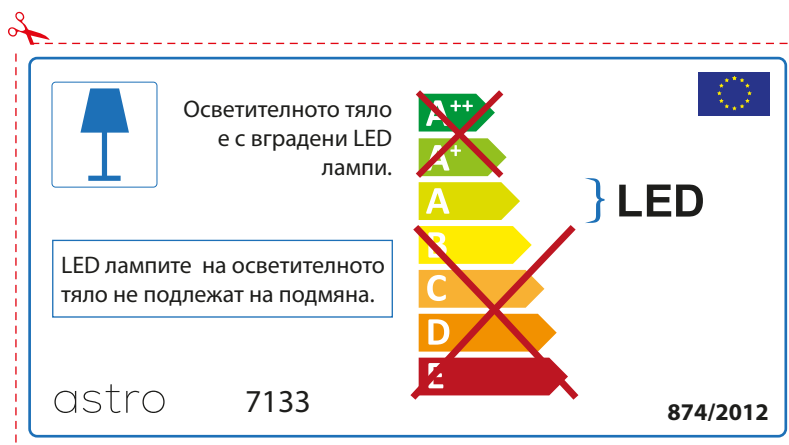 Осветителното тяло
е с вградени LED
лампи.
A++
A+
A
B
C
D
E
LED
LED лампите на осветителното
тяло не подлежат на подмяна.
astro
7133
874/2012